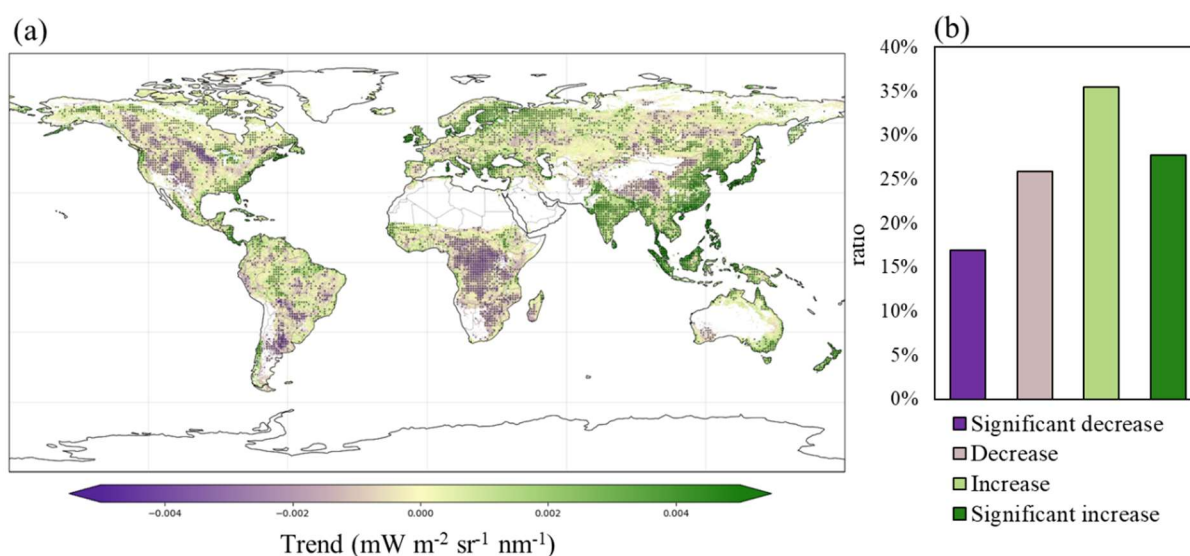 (a)
(b)
40%
35%
30%
25%
20%
15%
10%
5%
0%
ratio
−0.004
−0.002
0.000
0.002
0.004
Trend (mW m⁻² sr⁻¹ nm⁻¹)
Significant decrease
Decrease
Increase
Significant increase